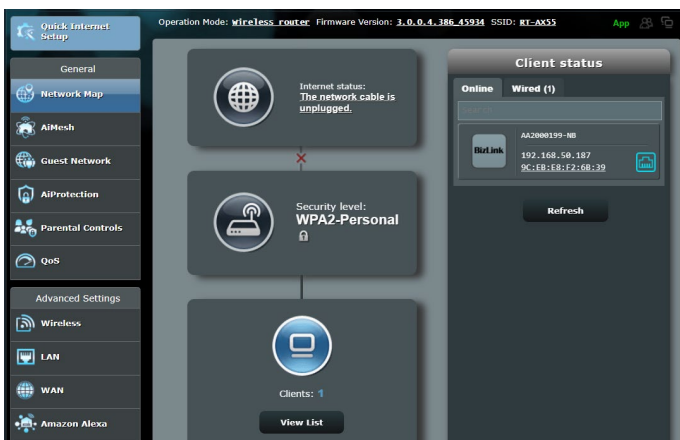 Quick Internet
Setup
Operation Mode: Wireless router Firmware Version: 3.0.0.4.386_45934 SSID: RT-AX55
App
General
Network Map
AiMesh
Guest Network
AiProtection
Parental Controls
QoS
Advanced Settings
Wireless
LAN
WAN
Amazon Alexa
Internet status:
The network cable is
unplugged.
Security level:
WPA2-Personal
Clients: 1
View List
Client status
Online Wired (1)
Search
BizLink
AA2000199-NB
192.168.50.187
9C:EB:E8:F2:6B:39
Refresh